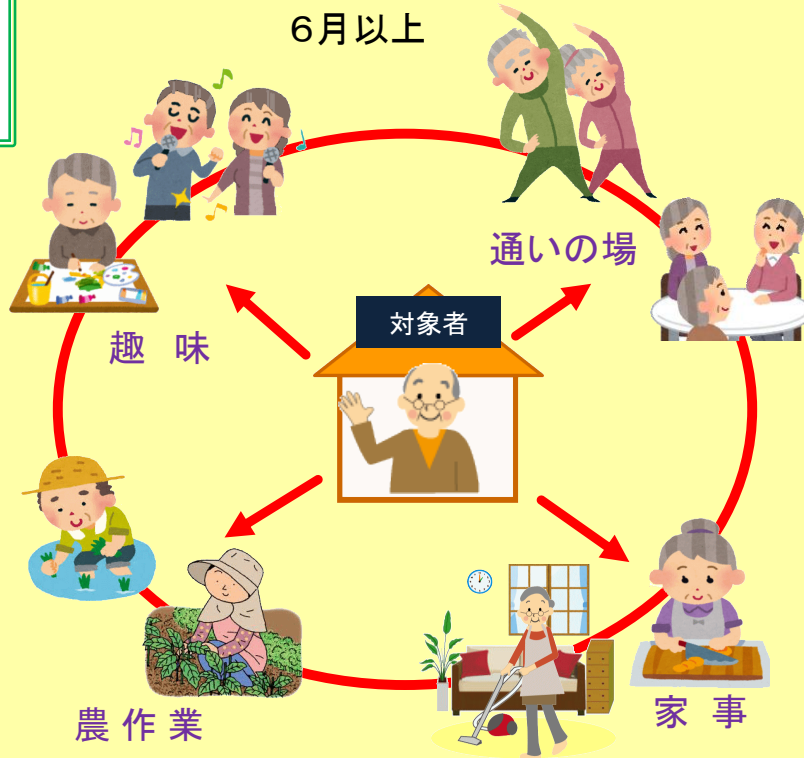 ６月以上
通いの場
対象者
趣 味
農 作 業
家 事